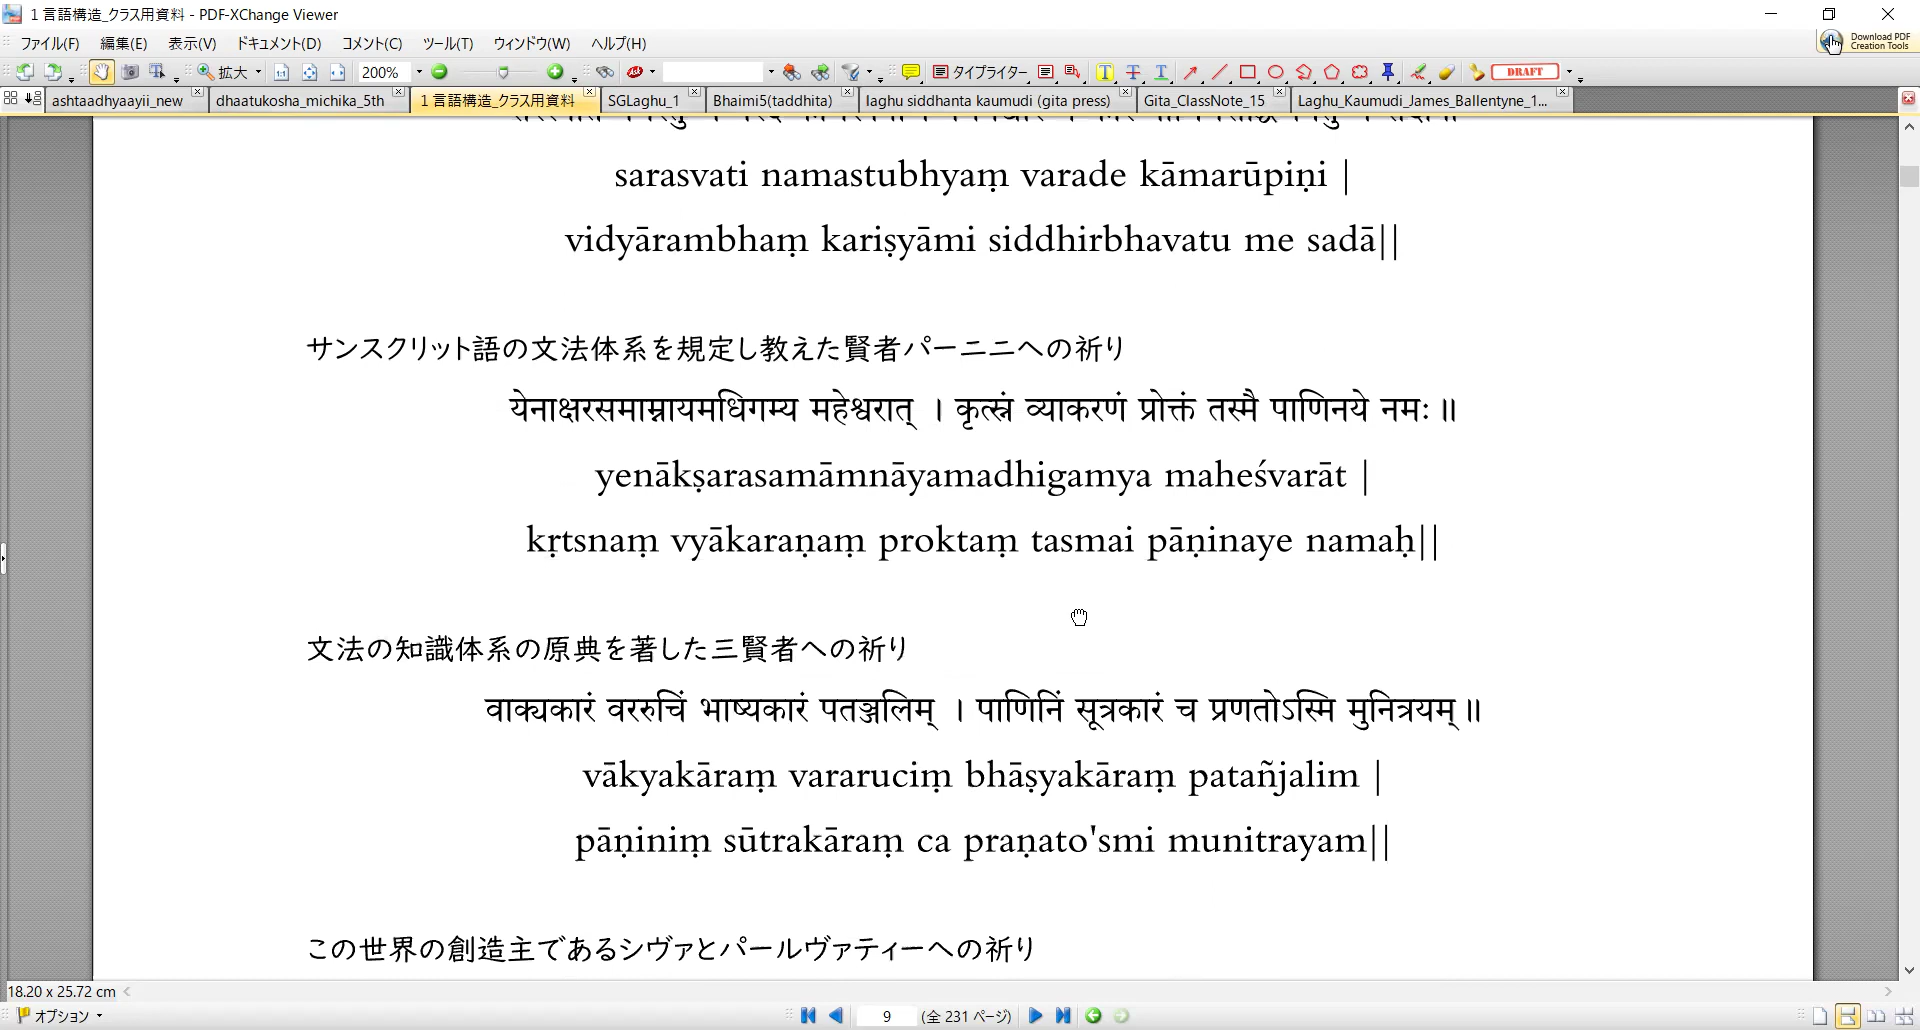 1 言語構造_クラス用資料 - PDF-XChange Viewer
ファイル(F) 編集(E) 表示(V) ドキュメント(D) コメント(C) ツール(T) ウィンドウ(W) ヘルプ(H)
Download PDF
Creation Tools
拡大 200% タイプライター DRAFT
ashtaadhyaayii_new dhaatukosha_michika_5th 1 言語構造_クラス用資料 SGLaghu_1 Bhaimi5(taddhita) laghu siddhanta kaumudi (gita press) Gita_ClassNote_15 Laghu_Kaumudi_James_Ballentyne_1...
sarasvati namastubhyaṃ varade kāmarūpiṇi |
vidyārambhaṃ kariṣyāmi siddhirbhavatu me sadā||
サンスクリット語の文法体系を規定し教えた賢者パーニニへの祈り
येनाक्षरसमाम्नायमधिगम्य महेश्वरात् । कृत्स्नं व्याकरणं प्रोक्तं तस्मै पाणिनये नमः ॥
yenākṣarasamāmnāyamadhigamya maheśvarāt |
kṛtsnaṃ vyākaraṇaṃ proktaṃ tasmai pāṇinaye namaḥ||
文法の知識体系の原典を著した三賢者への祈り
वाक्यकारं वररुचिं भाष्यकारं पतञ्जलिम् । पाणिनिं सूत्रकारं च प्रणतोऽस्मि मुनित्रयम् ॥
vākyakāraṃ vararuciṃ bhāṣyakāraṃ patañjalim |
pāṇiniṃ sūtrakāraṃ ca praṇato'smi munitrayam||
この世界の創造主であるシヴァとパールヴァティーへの祈り
18.20 x 25.72 cm
オプション 9 (全 231 ページ)